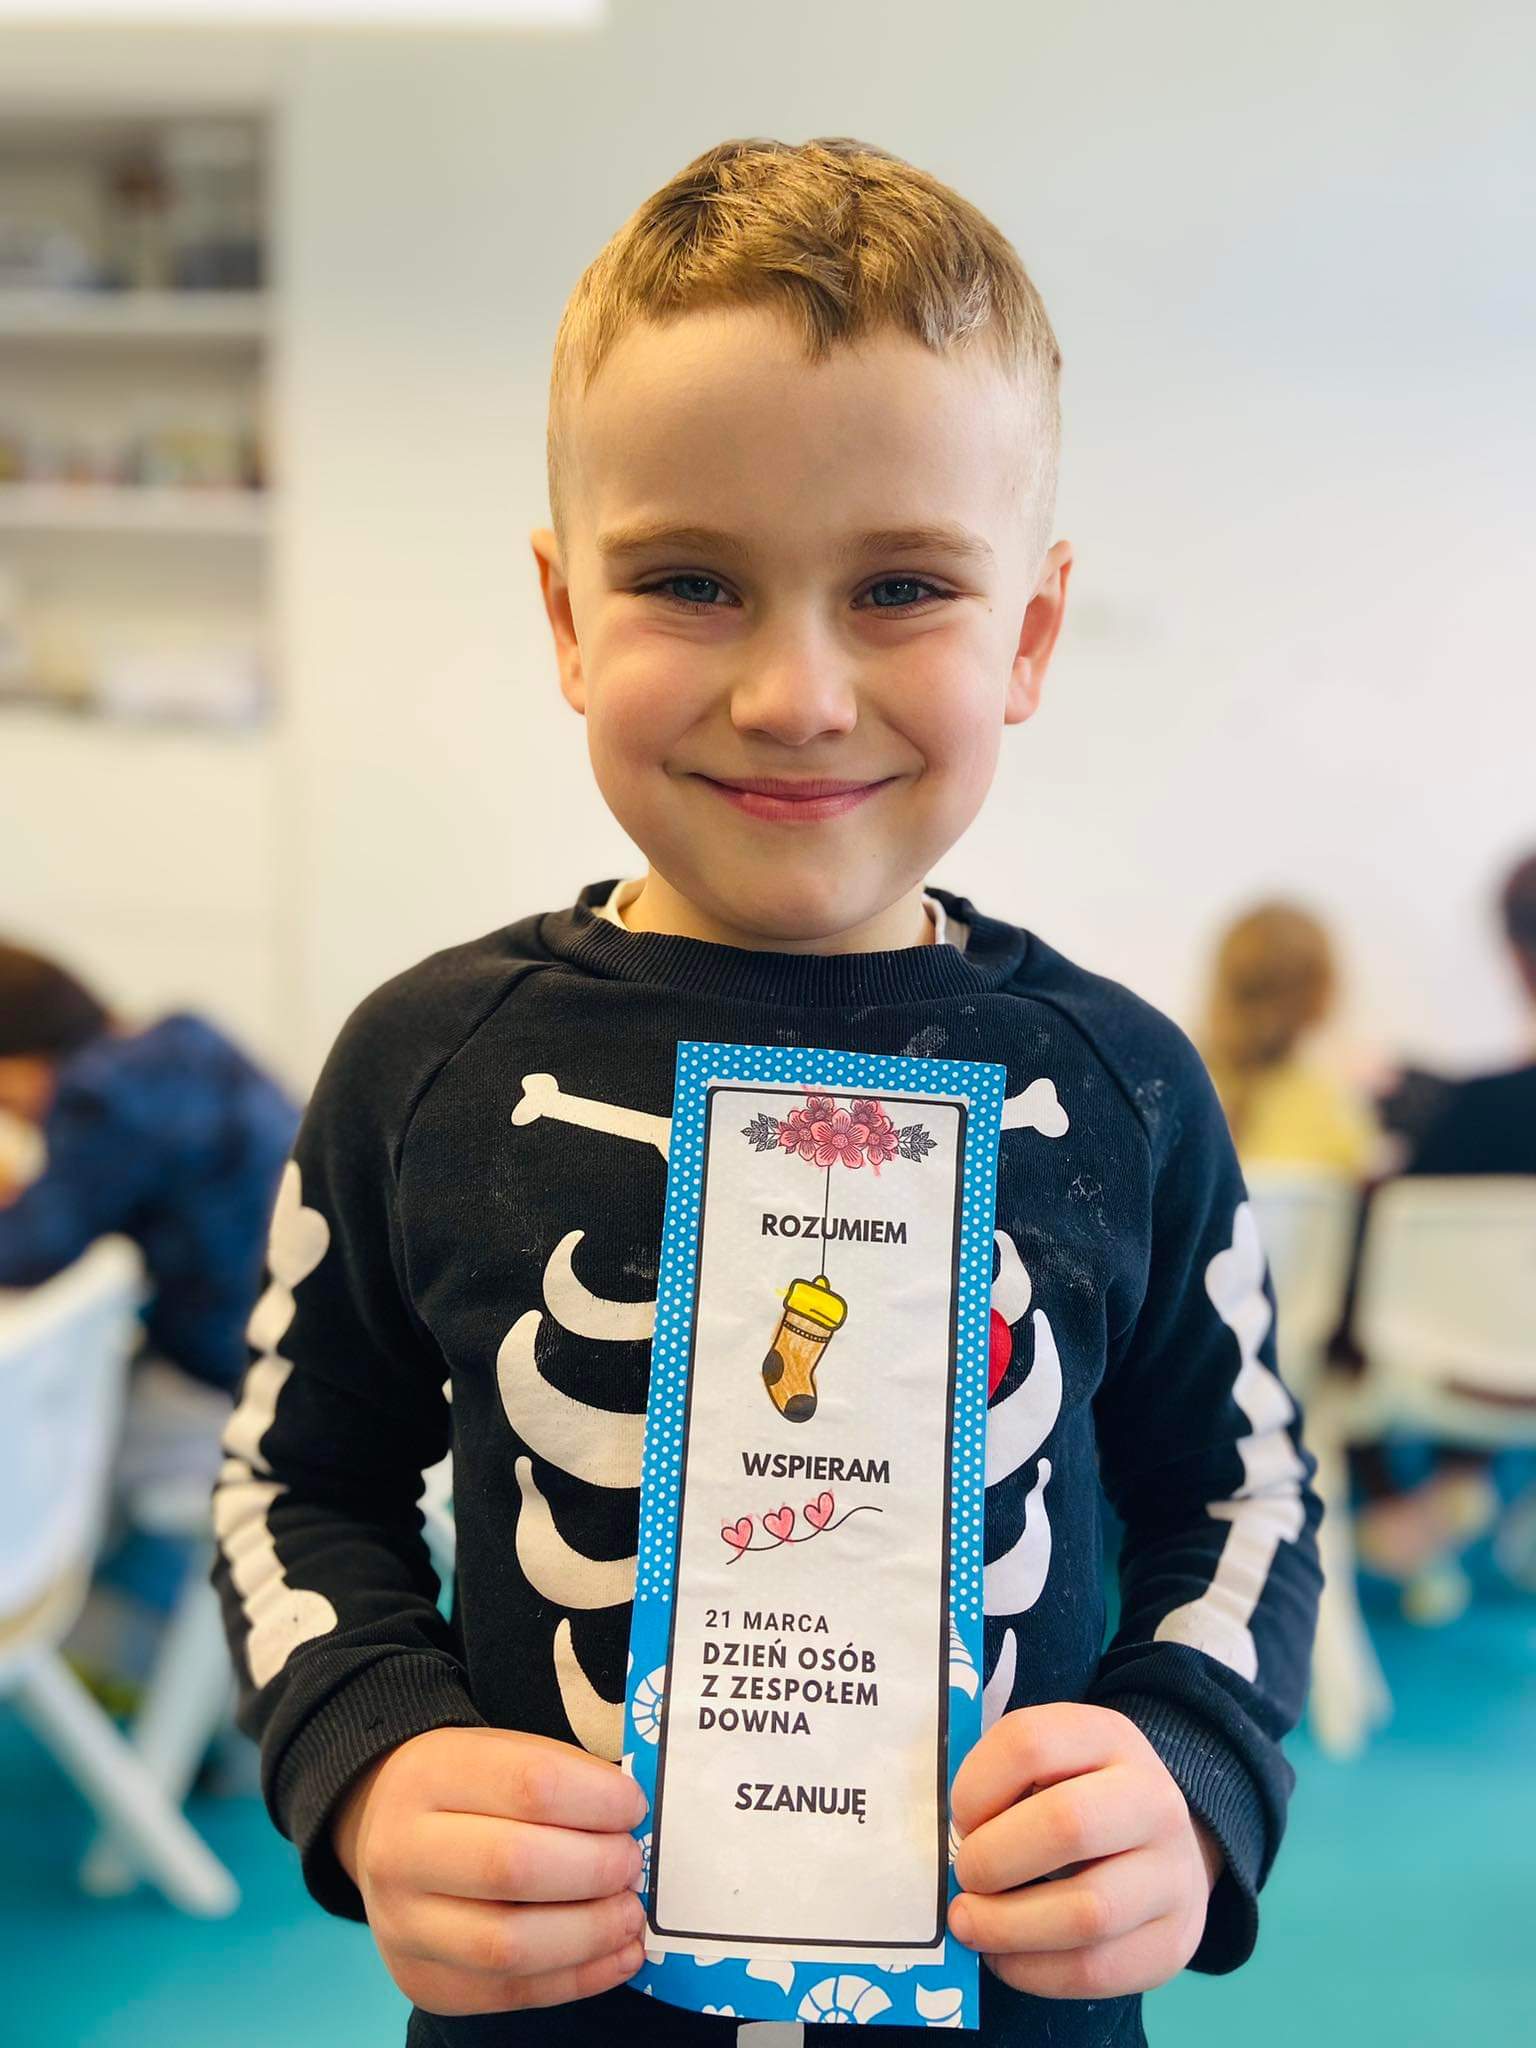 ROZUMIEM
WSPIERAM
21 MARCA
DZIEŃ OSÓB
Z ZESPOŁEM
DOWNA
SZANUJĘ